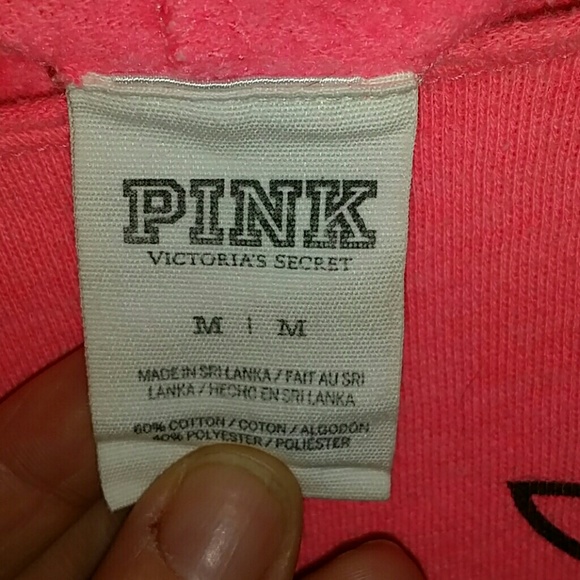 PINK
VICTORIA'S SECRET
M | M
MADE IN SRI LANKA / FAIT AU SRI
LANKA / HECHO EN SRI LANKA
60% COTTON / COTON / ALGODÓN
40% POLYESTER / POLIÉSTER